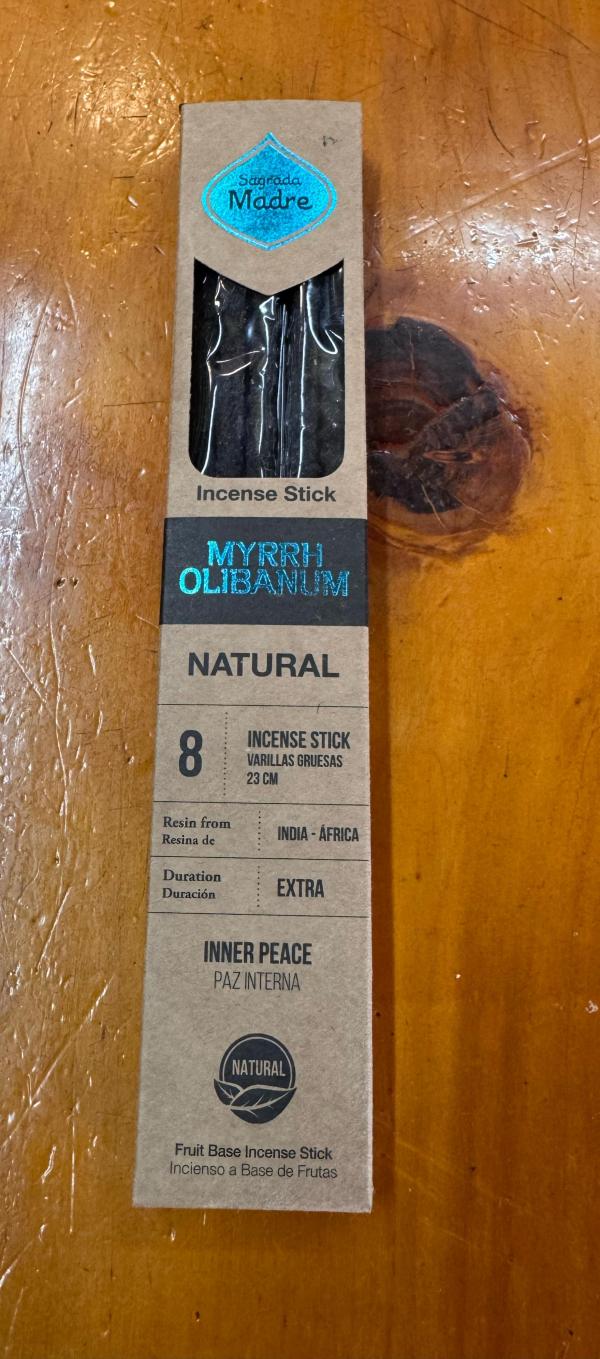 Sagrada
Madre
Incense Stick
MYRRH
OLIBANUM
NATURAL
8
INCENSE STICK
VARILLAS GRUESAS
23 CM
Resin from
Resina de
INDIA - ÁFRICA
Duration
Duración
EXTRA
INNER PEACE
PAZ INTERNA
NATURAL
Fruit Base Incense Stick
Incienso a Base de Frutas